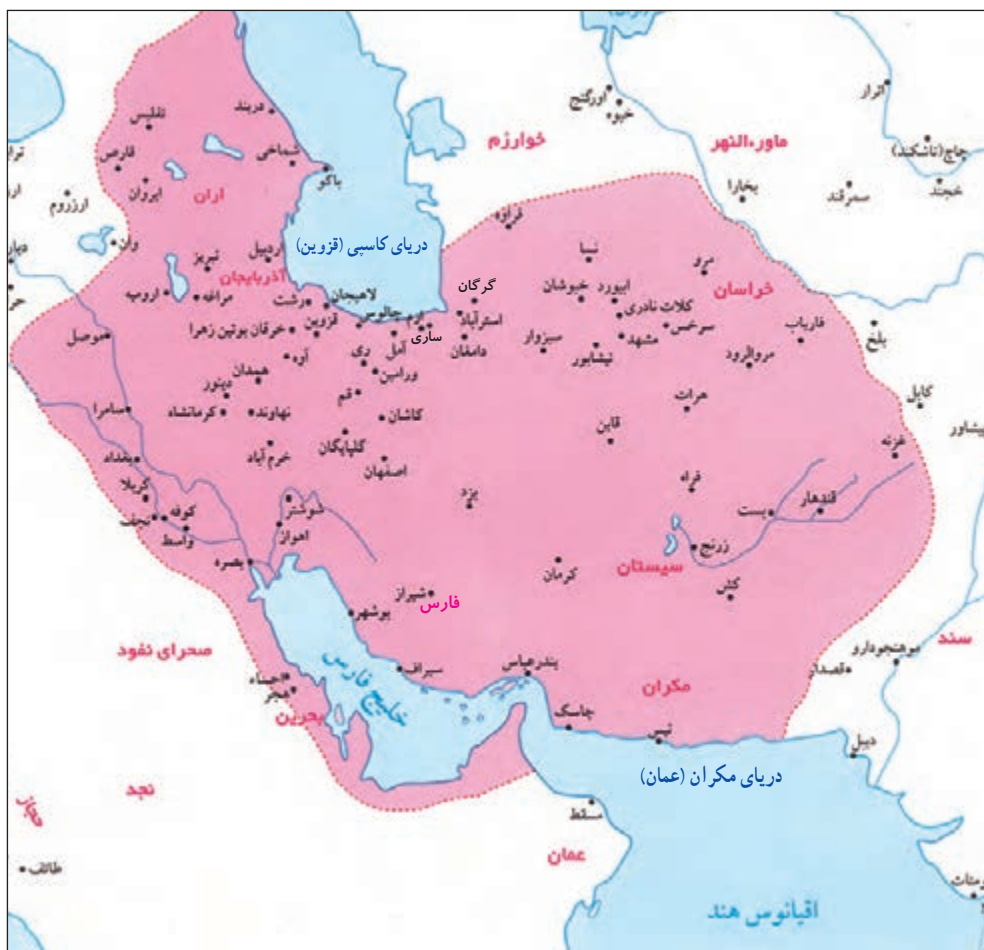 اترار
اورگنج
خیوه
دربند
تفلیس
خوارزم
ماوراءالنهر
چاچ (تاشکند)
خجند
شماخی
قارص
باکو
ایروان
اران
ارزروم
بخارا
سمرقند
فراوه
وان
دریای کاسپی (قزوین)
اردبیل
تبریز
آذربایجان
نسا
مرو
خراسان
گرگان
خبوشان
ابیورد
کلات نادری
اروميه
مراغه
رشت
لاهیجان
چالوس
ارم
ساری
استرآباد
سرخس
فاریاب
بلخ
موصل
خرقان بوئین زهرا
قزوین
آمل
دامغان
سبزوار
نیشابور
مشهد
مروالرود
آوه
ری
ورامین
همدان
دینور
قم
کابل
سامرا
کرمانشاه
نهاوند
کاشان
هرات
پیشاور
گلپایگان
قاین
غزنه
بغداد
خرم آباد
اصفهان
کربلا
نجف
کوفه
واسط
شوشتر
اهواز
یزد
فراه
بست
قندهار
بصره
زرنج
سیستان
کرمان
کش
شیراز
فارس
بوشهر
صحرای نفود
سند
موهنجودارو
قصدار
احساء
هجر
بحرین
خلیج فارس
سیراف
بندرعباس
مکران
جاسک
تیس
دیبل
دریای مکران (عمان)
نجد
حجاز
مسقط
عمان
طائف
اقیانوس هند